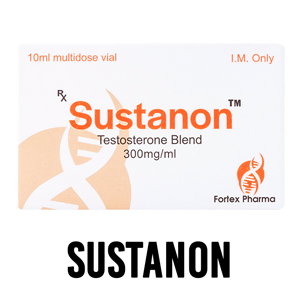 10ml multidose vial
I.M. Only
Rx
Sustanon™
Testosterone Blend
300mg/ml
Fortex Pharma
SUSTANON